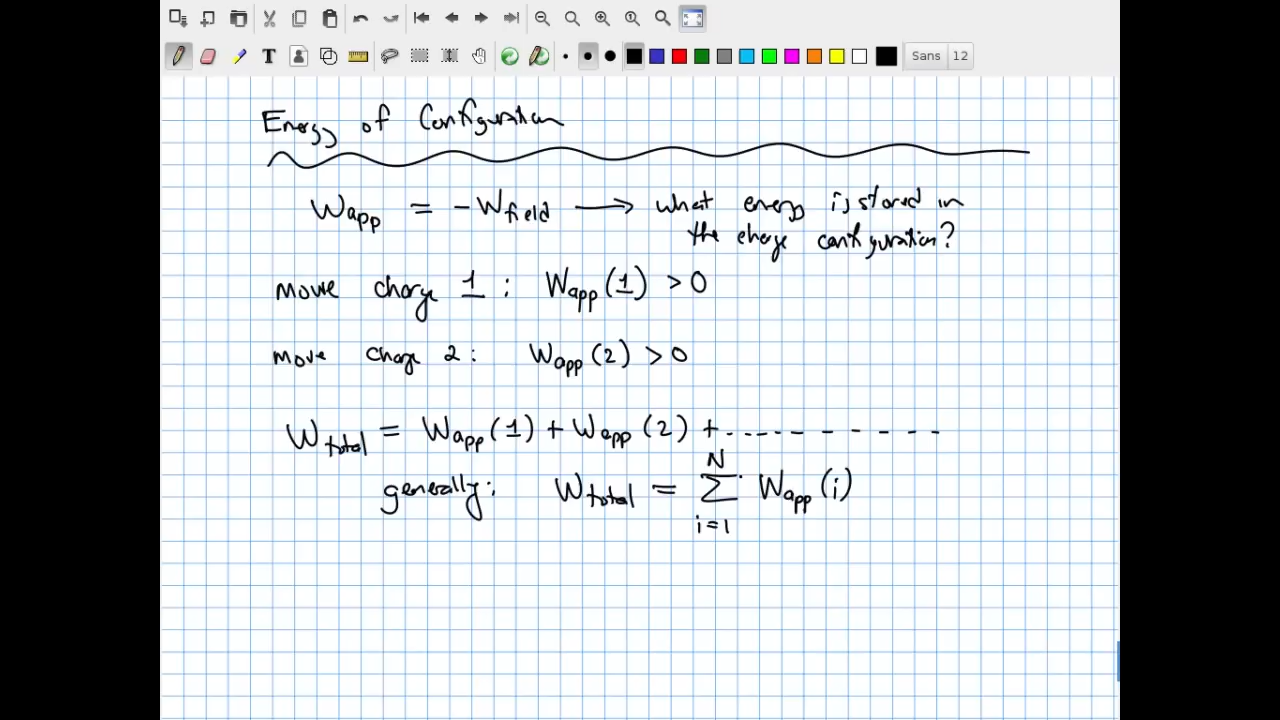 Sans 12
Energy of Configuration
Wapp = -Wfield → what energy is stored in
the charge configuration?
move charge 1 : Wapp(1) > 0
move charge 2 : Wapp(2) > 0
Wtotal = Wapp(1) + Wapp(2) + ----------
generally: Wtotal = N∑i=1 Wapp(i)